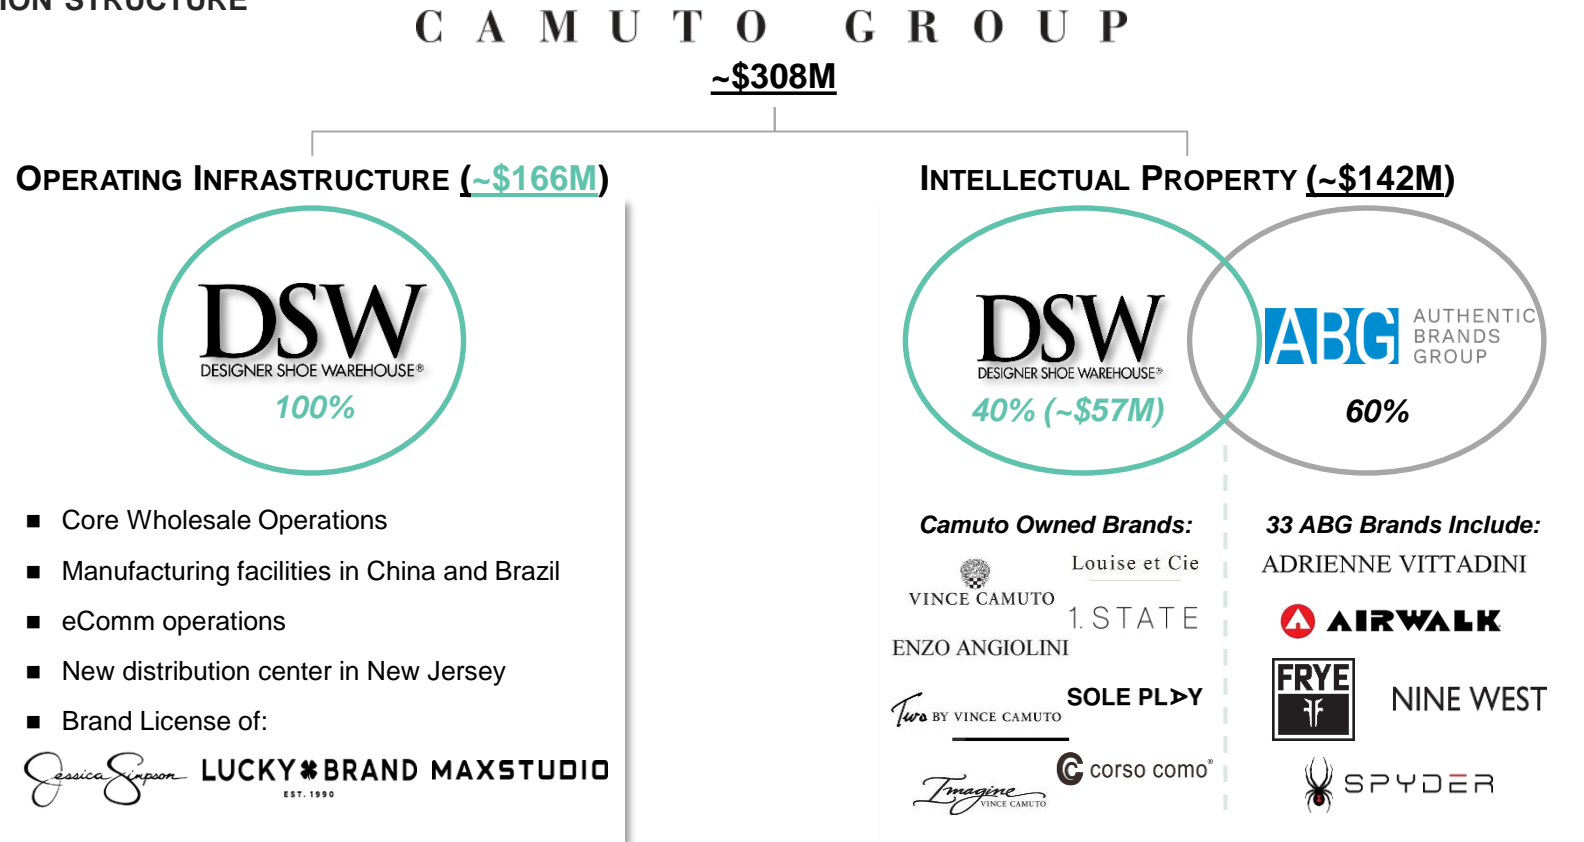 ION STRUCTURE
CAMUTO GROUP
~$308M
OPERATING INFRASTRUCTURE (~$166M)
DSW
DESIGNER SHOE WAREHOUSE®
100%
■ Core Wholesale Operations
■ Manufacturing facilities in China and Brazil
■ eComm operations
■ New distribution center in New Jersey
■ Brand License of:
Jessica Simpson LUCKY BRAND MAXSTUDIO
EST. 1990
INTELLECTUAL PROPERTY (~$142M)
DSW
DESIGNER SHOE WAREHOUSE®
40% (~$57M)
ABG AUTHENTIC
BRANDS
GROUP
60%
Camuto Owned Brands:
Louise et Cie
VINCE CAMUTO
1. STATE
ENZO ANGIOLINI
SOLE PLAY
Two BY VINCE CAMUTO
corso como®
Imagine
VINCE CAMUTO
33 ABG Brands Include:
ADRIENNE VITTADINI
AIRWALK
FRYE
NINE WEST
SPYDER